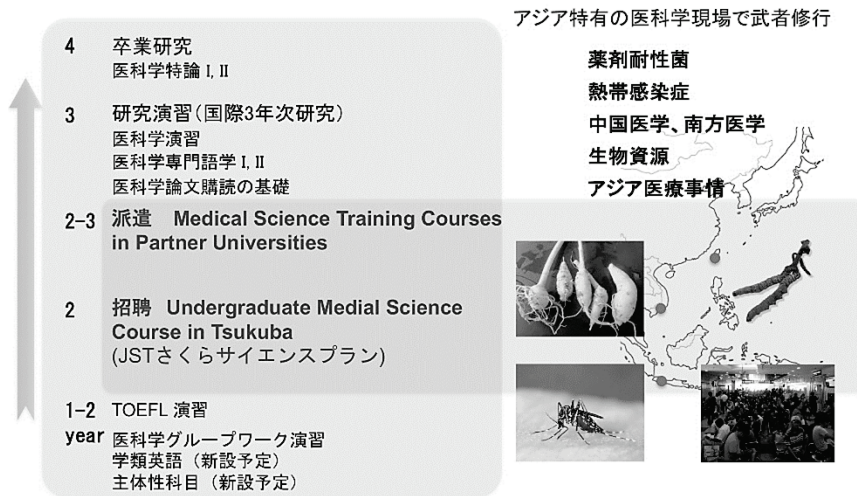 アジア特有の医科学現場で武者修行
薬剤耐性菌
熱帯感染症
中国医学、南方医学
生物資源
アジア医療事情
4 卒業研究
医科学特論 I, II
3 研究演習（国際3年次研究）
医科学演習
医科学専門語学 I, II
医科学論文購読の基礎
2-3 派遣 Medical Science Training Courses
in Partner Universities
2 招聘 Undergraduate Medial Science
Course in Tsukuba
(JSTさくらサイエンスプラン)
1-2 TOEFL 演習
year 医科学グループワーク演習
学類英語（新設予定）
主体性科目（新設予定）